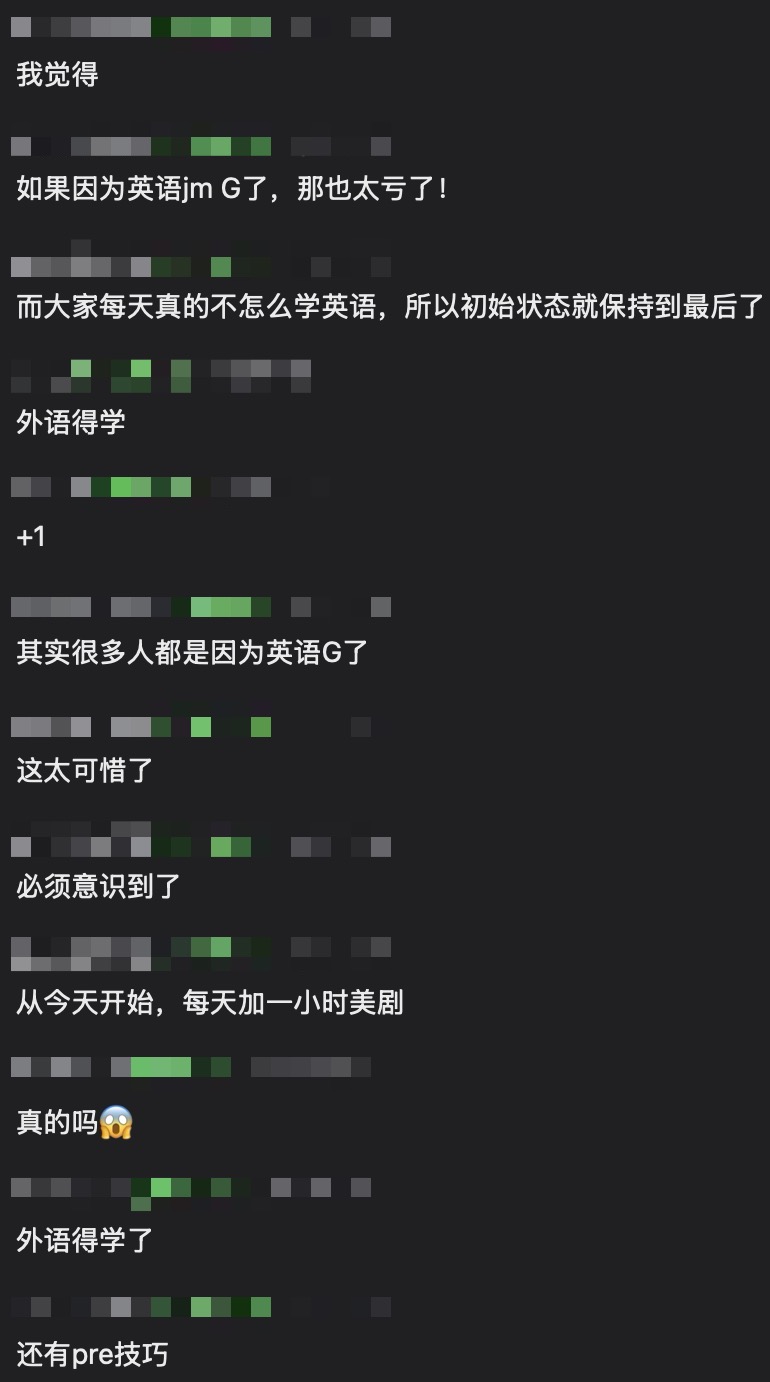 我觉得
如果因为英语jm G了，那也太亏了！
而大家每天真的不怎么学英语，所以初始状态就保持到最后了
外语得学
+1
其实很多人都是因为英语G了
这太可惜了
必须意识到了
从今天开始，每天加一小时美剧
真的吗😱
外语得学了
还有pre技巧